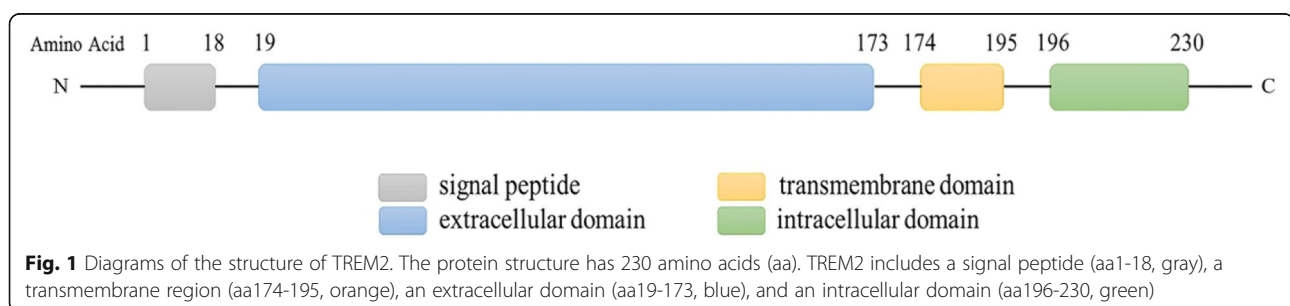 Amino Acid 1 18 19 173 174 195 196 230
N C
signal peptide transmembrane domain
extracellular domain intracellular domain
Fig. 1 Diagrams of the structure of TREM2. The protein structure has 230 amino acids (aa). TREM2 includes a signal peptide (aa1-18, gray), a
transmembrane region (aa174-195, orange), an extracellular domain (aa19-173, blue), and an intracellular domain (aa196-230, green)